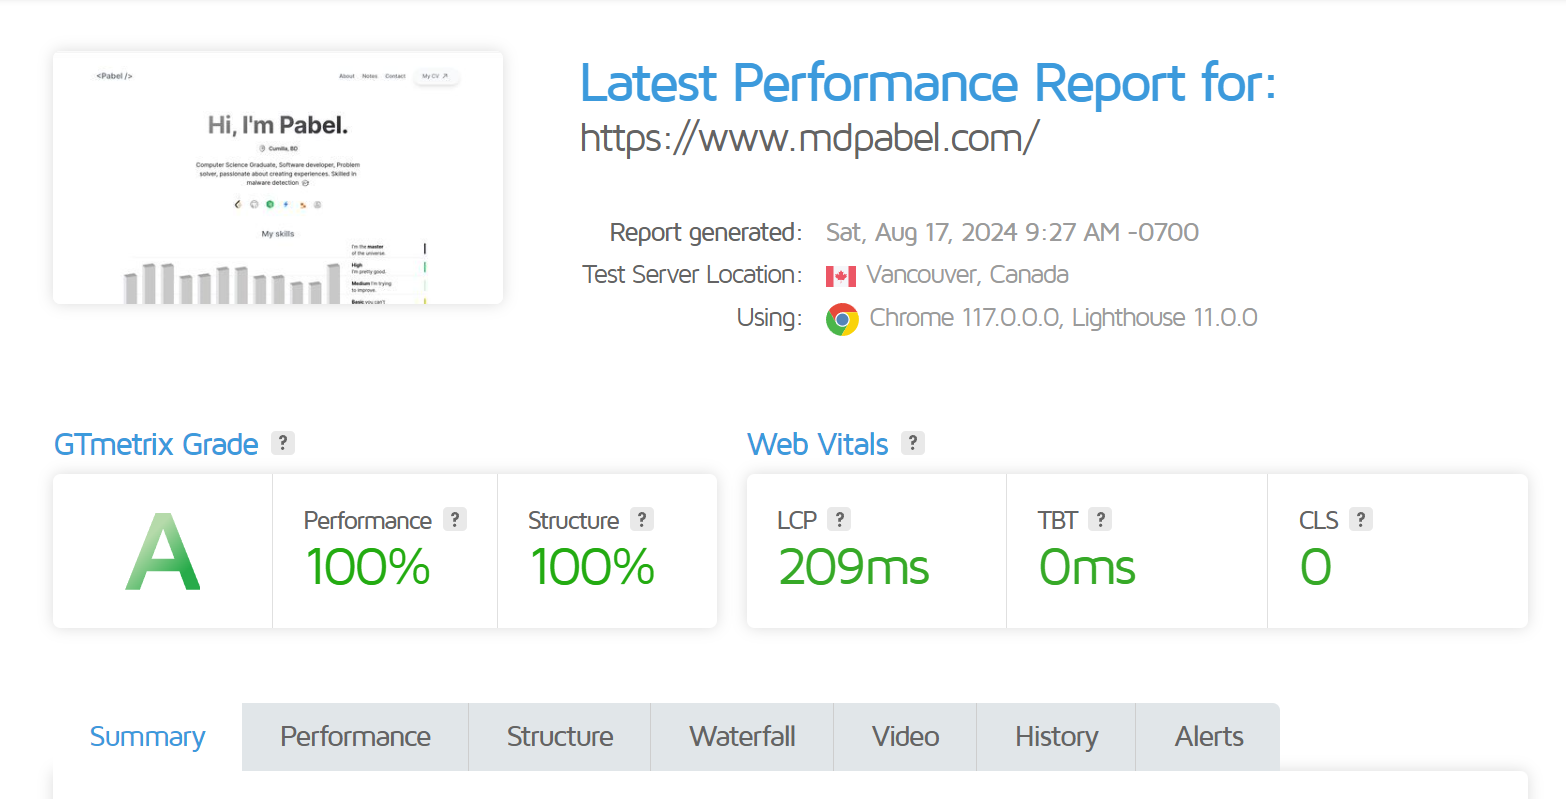 <Pabel />
About Notes Contact My CV
Hi, I'm Pabel.
Cumilla, BD
Computer Science Graduate, Software developer, Problem
solver, passionate about creating experiences. Skilled in
malware detection
My skills
I'm the master
of the universe.
High
I'm pretty good.
Medium I'm trying
to improve.
Basic you can't
Latest Performance Report for:
https://www.mdpabel.com/
Report generated: Sat, Aug 17, 2024 9:27 AM -0700
Test Server Location: Vancouver, Canada
Using: Chrome 117.0.0.0, Lighthouse 11.0.0
GTmetrix Grade ?
A
Performance ?
100%
Structure ?
100%
Web Vitals ?
LCP ?
209ms
TBT ?
0ms
CLS ?
0
Summary Performance Structure Waterfall Video History Alerts